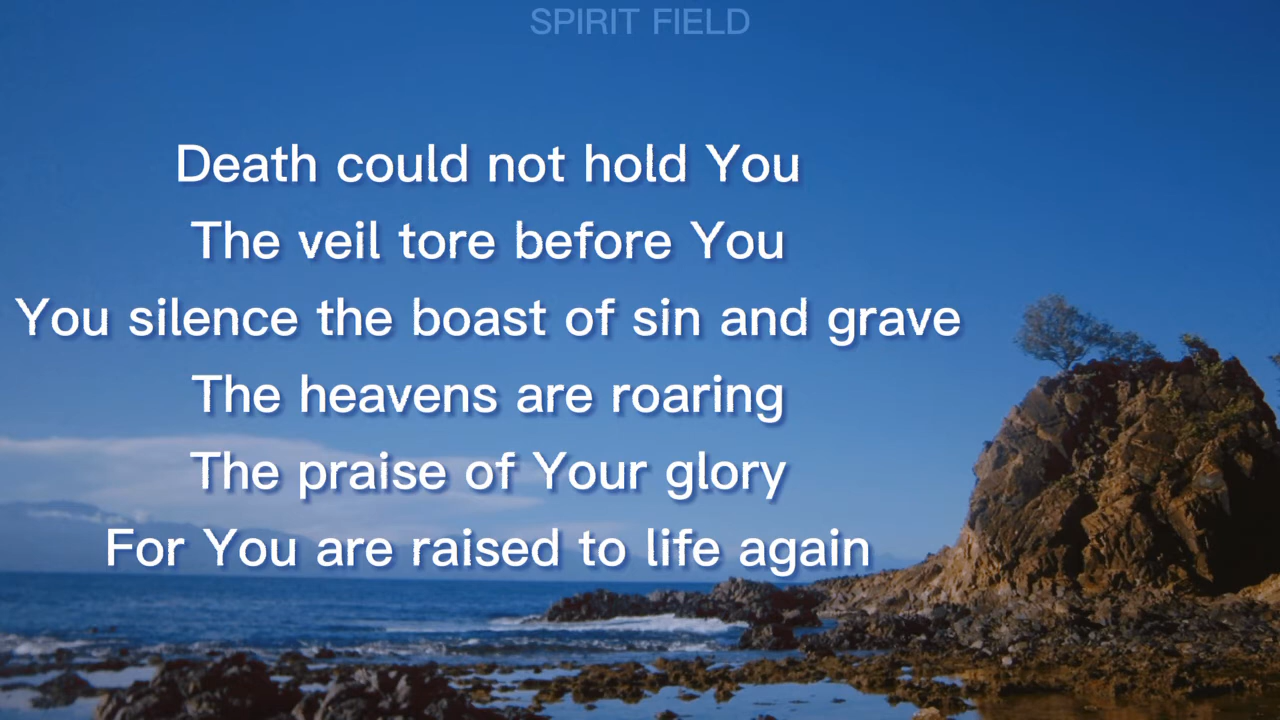 SPIRIT FIELD
Death could not hold You
The veil tore before You
You silence the boast of sin and grave
The heavens are roaring
The praise of Your glory
For You are raised to life again